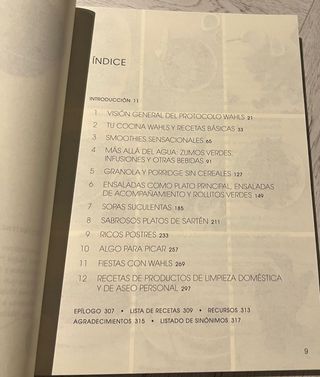 ÍNDICE
INTRODUCCIÓN 11
1 VISIÓN GENERAL DEL PROTOCOLO WAHLS 21
2 TU COCINA WAHLS Y RECETAS BÁSICAS 33
3 SMOOTHIES SENSACIONALES 65
4 MÁS ALLÁ DEL AGUA: ZUMOS VERDES,
INFUSIONES Y OTRAS BEBIDAS 91
5 GRANOLA Y PORRIDGE SIN CEREALES 127
6 ENSALADAS COMO PLATO PRINCIPAL, ENSALADAS
DE ACOMPAÑAMIENTO Y ROLLITOS VERDES 149
7 SOPAS SUCULENTAS 185
8 SABROSOS PLATOS DE SARTÉN 211
9 RICOS POSTRES 233
10 ALGO PARA PICAR 257
11 FIESTAS CON WAHLS 269
12 RECETAS DE PRODUCTOS DE LIMPIEZA DOMÉSTICA
Y DE ASEO PERSONAL 297
EPÍLOGO 307 • LISTA DE RECETAS 309 • RECURSOS 313
AGRADECIMIENTOS 315 • LISTADO DE SINÓNIMOS 317
9